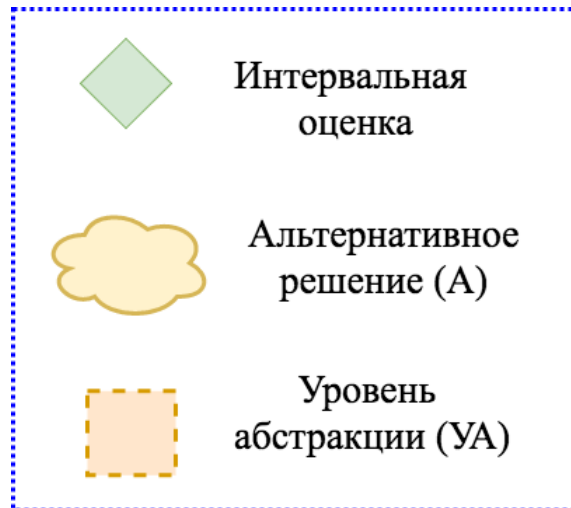 Интервальная
оценка
Альтернативное
решение (А)
Уровень
абстракции (УА)